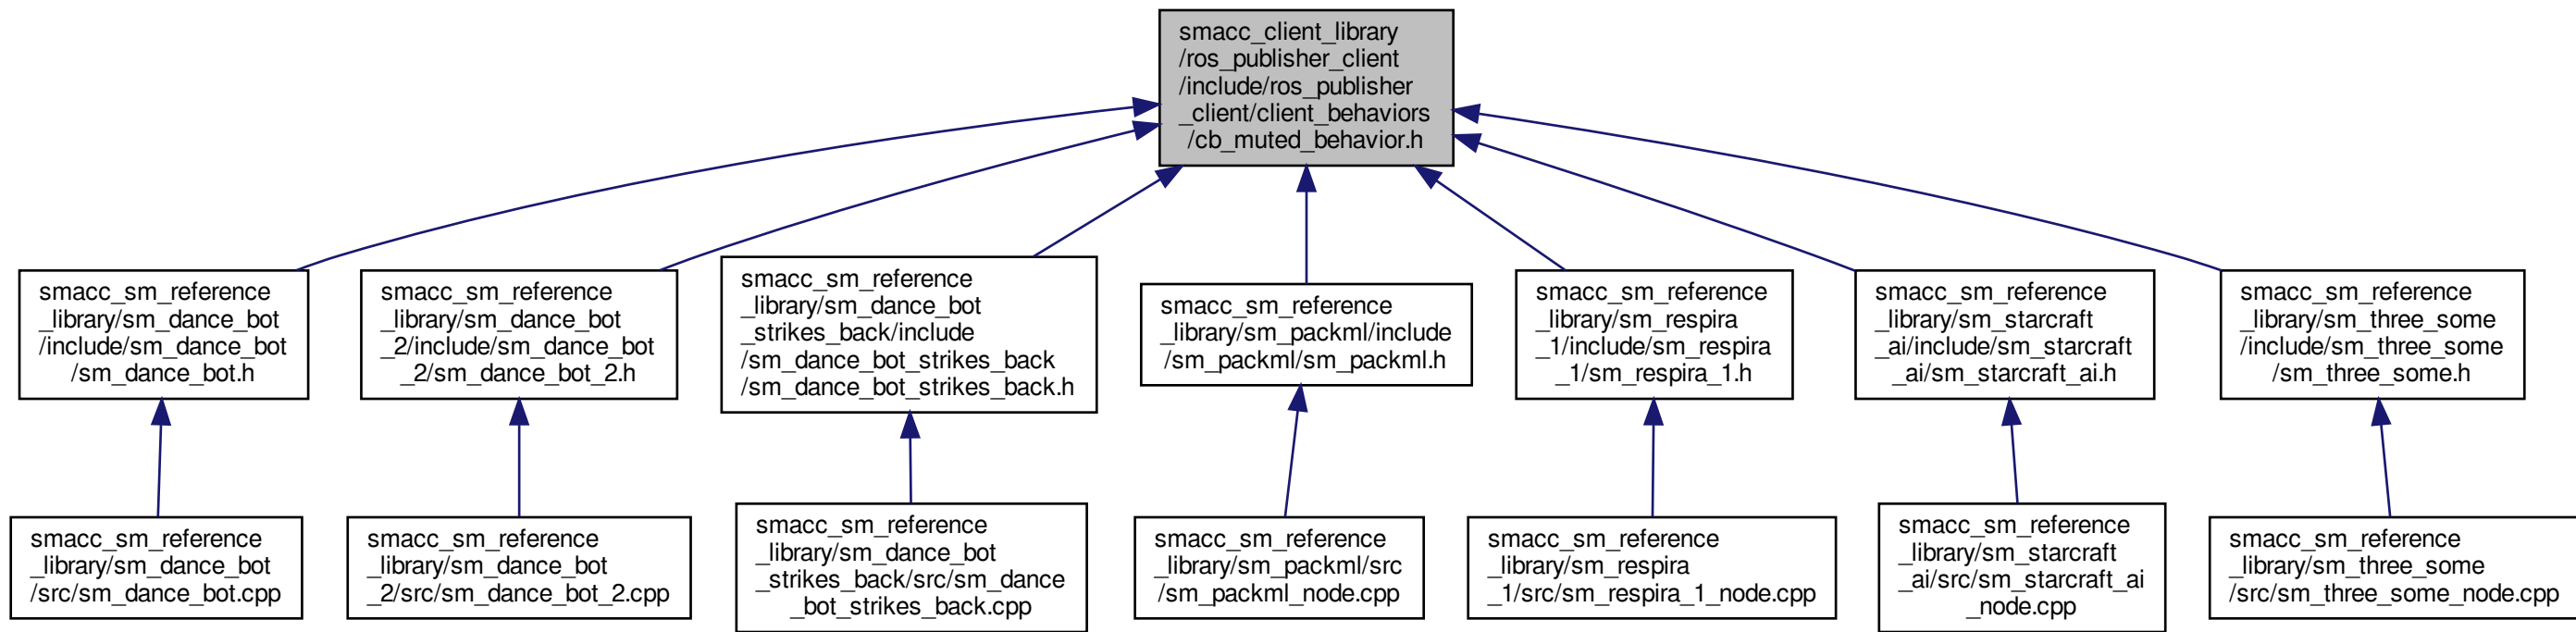 smacc_client_library
/ros_publisher_client
/include/ros_publisher
_client/client_behaviors
/cb_muted_behavior.h
smacc_sm_reference
_library/sm_dance_bot
/include/sm_dance_bot
/sm_dance_bot.h
smacc_sm_reference
_library/sm_dance_bot
_2/include/sm_dance_bot
_2/sm_dance_bot_2.h
smacc_sm_reference
_library/sm_dance_bot
_strikes_back/include
/sm_dance_bot_strikes_back
/sm_dance_bot_strikes_back.h
smacc_sm_reference
_library/sm_packml/include
/sm_packml/sm_packml.h
smacc_sm_reference
_library/sm_respira
_1/include/sm_respira
_1/sm_respira_1.h
smacc_sm_reference
_library/sm_starcraft
_ai/include/sm_starcraft
_ai/sm_starcraft_ai.h
smacc_sm_reference
_library/sm_three_some
/include/sm_three_some
/sm_three_some.h
smacc_sm_reference
_library/sm_dance_bot
/src/sm_dance_bot.cpp
smacc_sm_reference
_library/sm_dance_bot
_2/src/sm_dance_bot_2.cpp
smacc_sm_reference
_library/sm_dance_bot
_strikes_back/src/sm_dance
_bot_strikes_back.cpp
smacc_sm_reference
_library/sm_packml/src
/sm_packml_node.cpp
smacc_sm_reference
_library/sm_respira
_1/src/sm_respira_1_node.cpp
smacc_sm_reference
_library/sm_starcraft
_ai/src/sm_starcraft_ai
_node.cpp
smacc_sm_reference
_library/sm_three_some
/src/sm_three_some_node.cpp